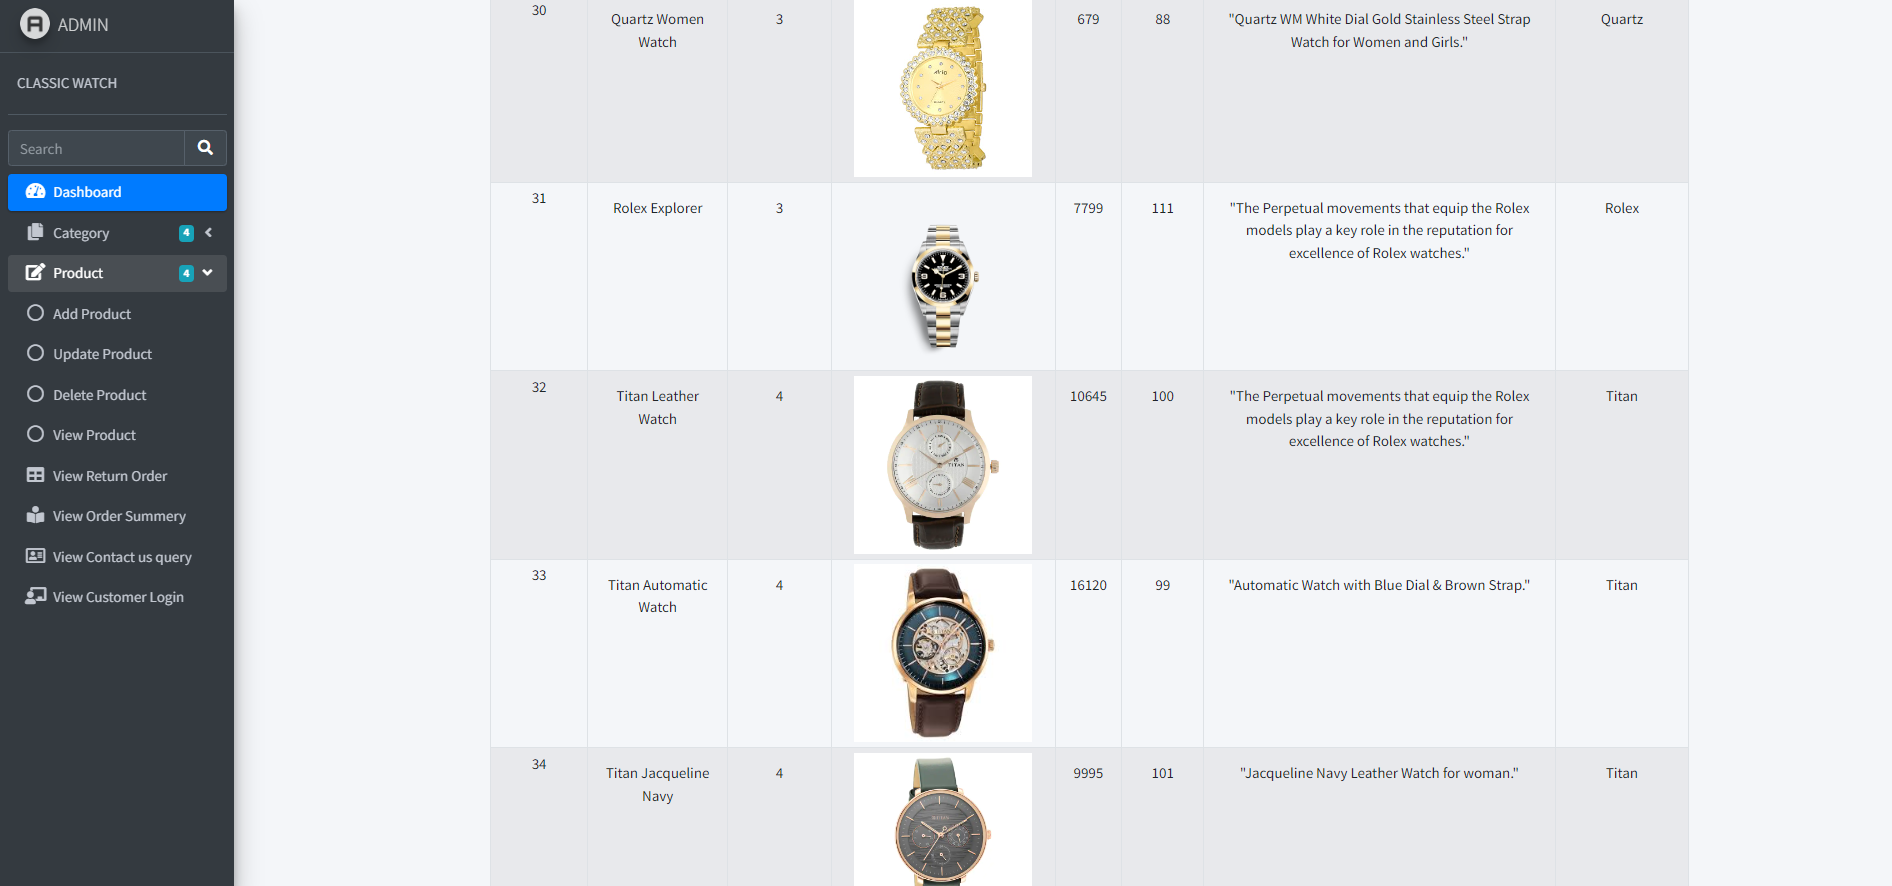 ADMIN
CLASSIC WATCH
Search
Dashboard
Category 4
Product 4
Add Product
Update Product
Delete Product
View Product
View Return Order
View Order Summery
View Contact us query
View Customer Login
30
Quartz Women
Watch
3
679
88
"Quartz WM White Dial Gold Stainless Steel Strap
Watch for Women and Girls."
Quartz
31
Rolex Explorer
3
7799
111
"The Perpetual movements that equip the Rolex
models play a key role in the reputation for
excellence of Rolex watches."
Rolex
32
Titan Leather
Watch
4
TITAN
10645
100
"The Perpetual movements that equip the Rolex
models play a key role in the reputation for
excellence of Rolex watches."
Titan
33
Titan Automatic
Watch
4
16120
99
"Automatic Watch with Blue Dial & Brown Strap."
Titan
34
Titan Jacqueline
Navy
4
9995
101
"Jacqueline Navy Leather Watch for woman."
Titan